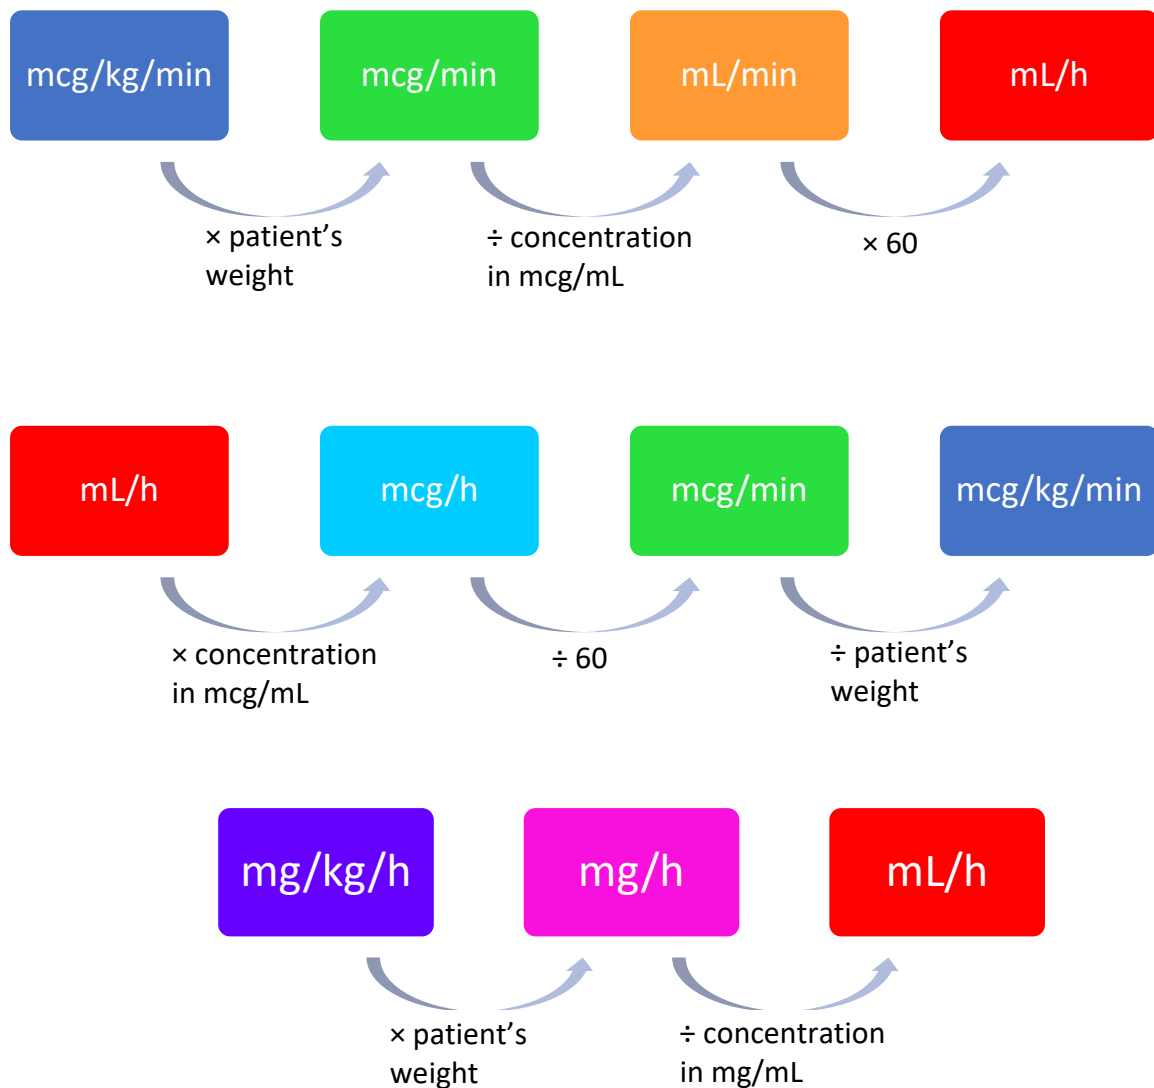 mcg/kg/min
mcg/min
mL/min
mL/h
× patient’s
weight
÷ concentration
in mcg/mL
× 60
mL/h
mcg/h
mcg/min
mcg/kg/min
× concentration
in mcg/mL
÷ 60
÷ patient’s
weight
mg/kg/h
mg/h
mL/h
× patient’s
weight
÷ concentration
in mg/mL